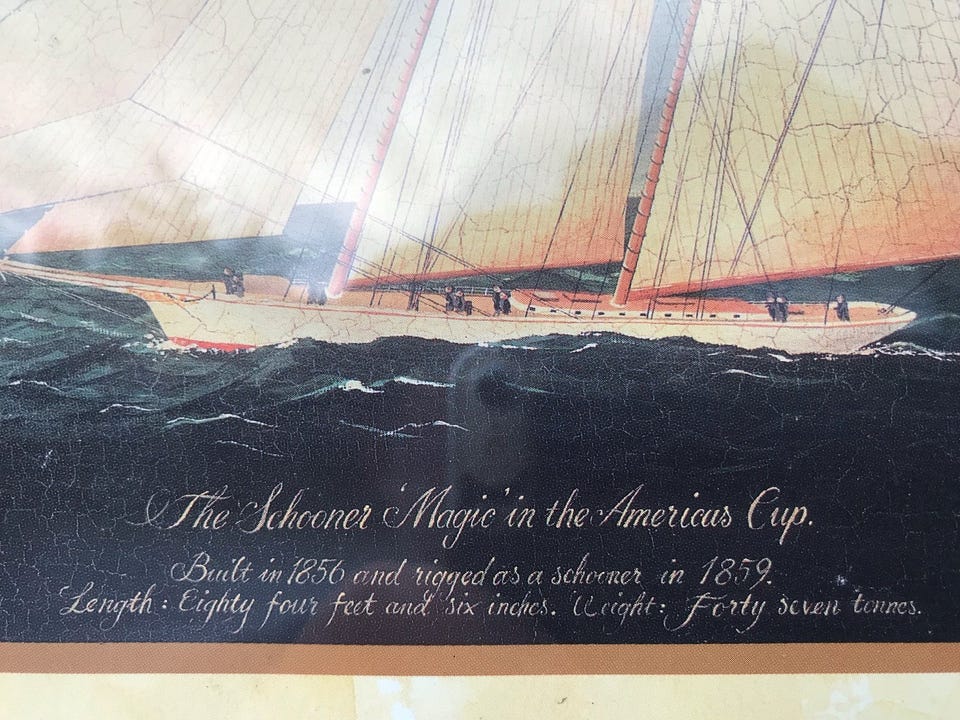 The Schooner 'Magic' in the Americas Cup.
Built in 1856 and rigged as a schooner in 1859.
Length : Eighty four feet and six inches. Weight : Forty seven tonnes.